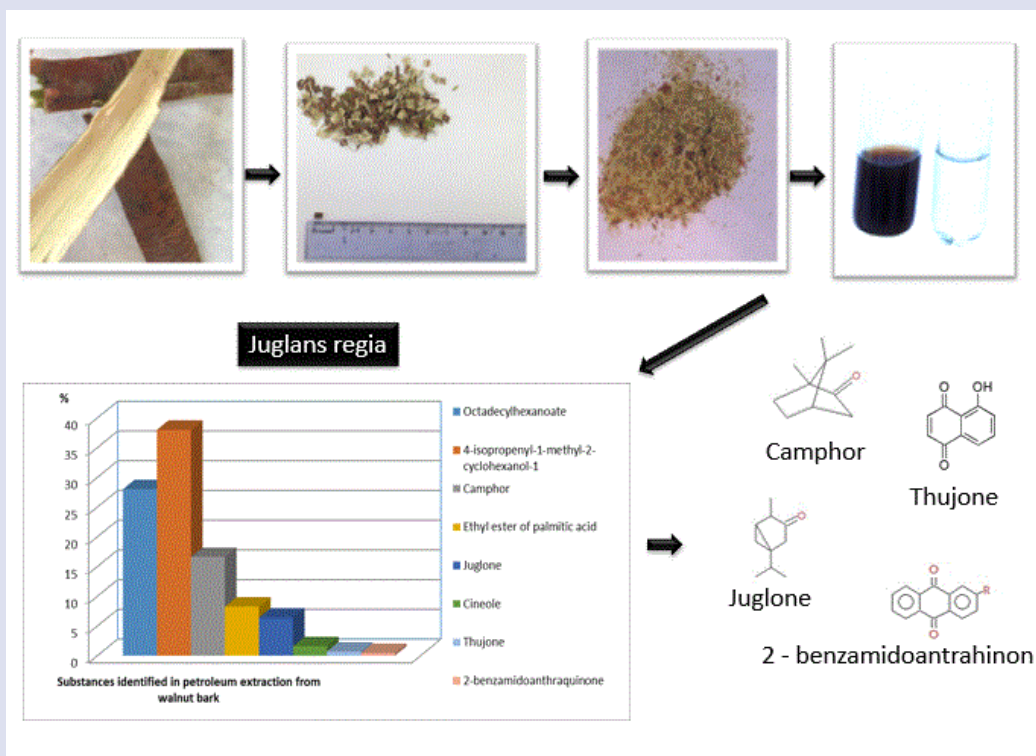 Juglans regia
%
40
35
30
25
20
15
10
5
0
Substances identified in petroleum extraction from
walnut bark
Octadecylhexanoate
4-isopropenyl-1-methyl-2-
cyclohexanol-1
Camphor
Ethyl ester of palmitic acid
Juglone
Cineole
Thujone
2-benzamidoanthraquinone
O
Camphor
O
OH
O
Thujone
O
Juglone
O
R
O
2 - benzamidoantrahinon